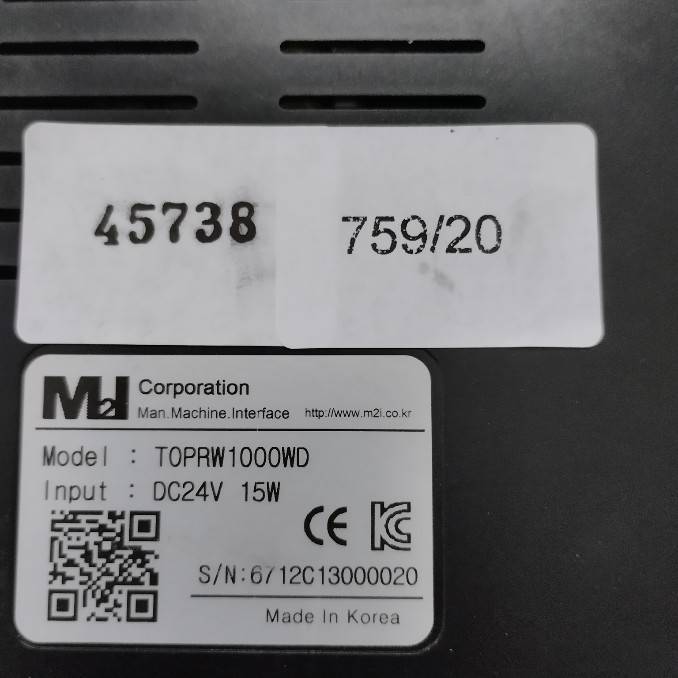 45738
759/20
M2I Corporation
Man.Machine.Interface http://www.m2i.co.kr
Model : TOPRW1000WD
Input : DC24V 15W
CE KC
S/N:6712C13000020
Made In Korea